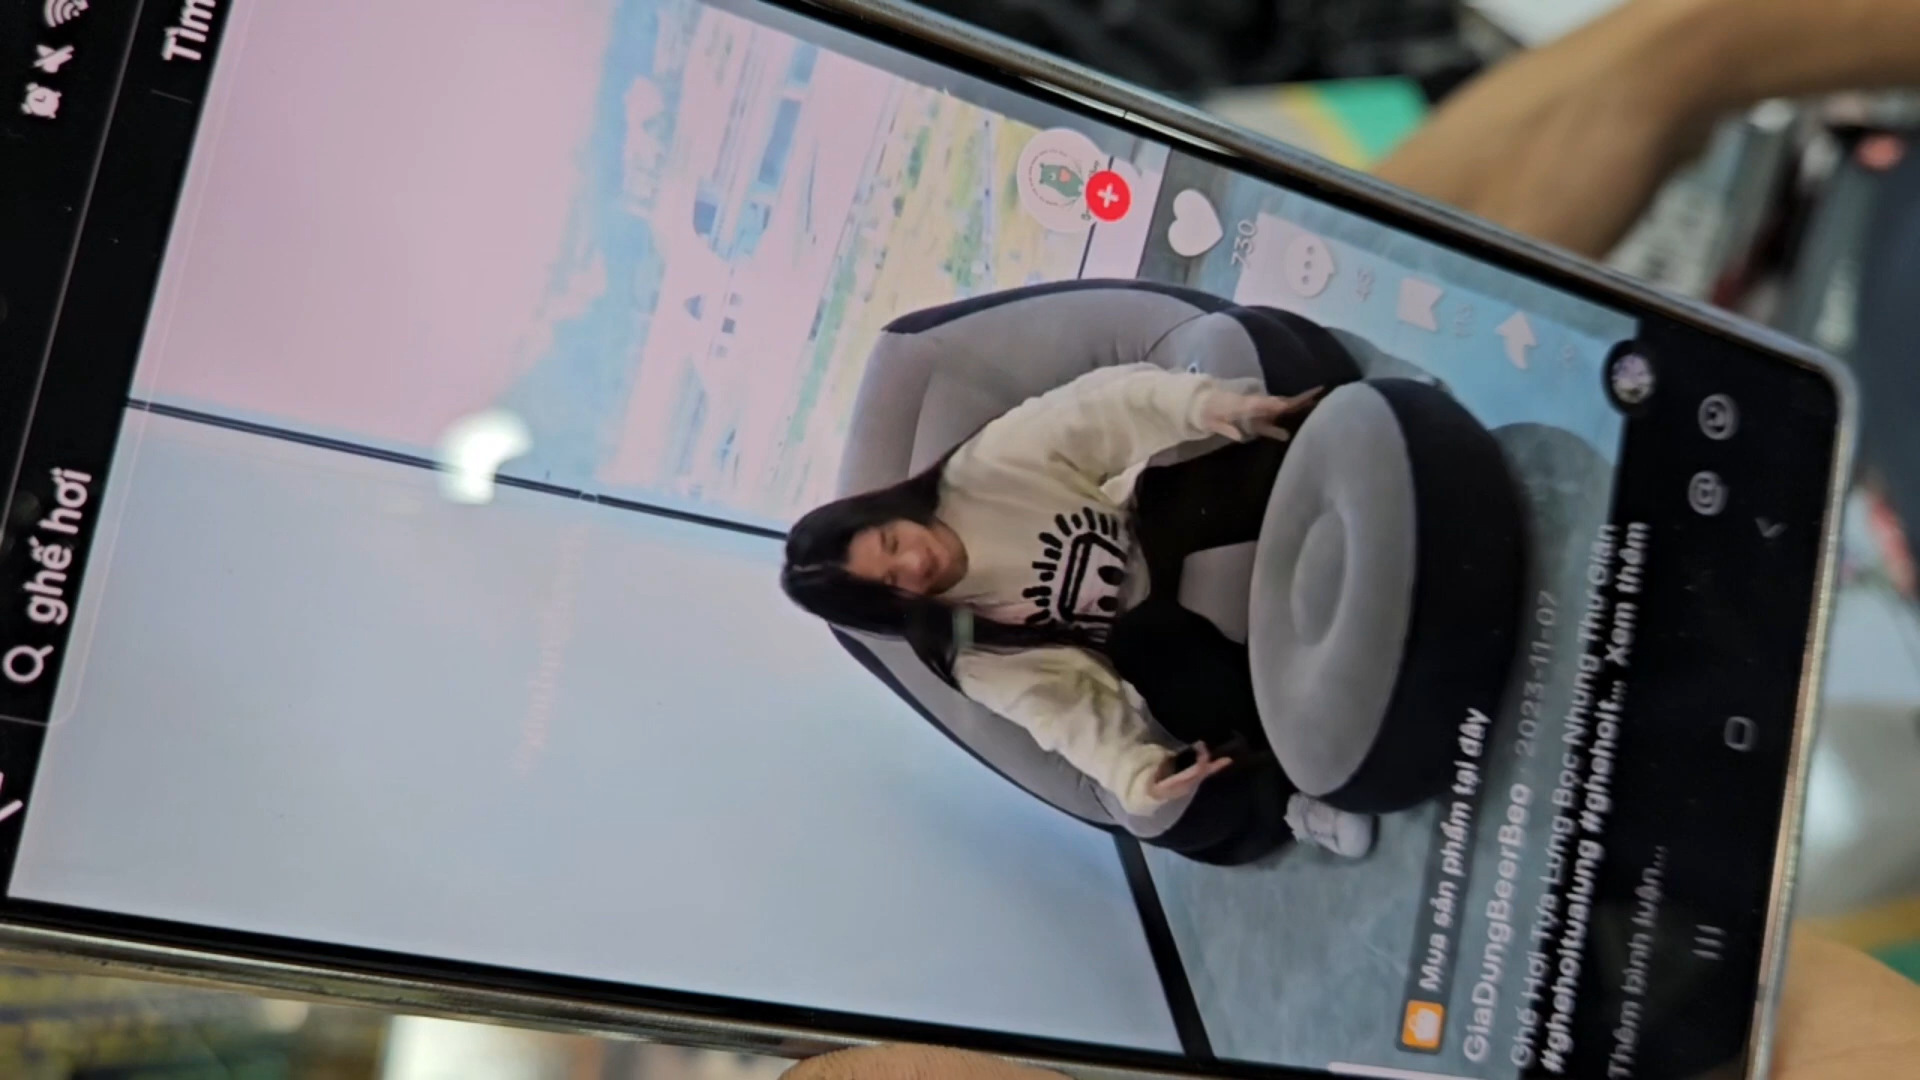 Tìm
ghế hơi
730
Mua sản phẩm tại đây
GiaDungBeerBeo · 2023-11-07
Ghế Hơi Tựa Lưng Bọc Nhung Thư Giãn
#ghehoitualung #ghehoit... Xem thêm
Thêm bình luận...